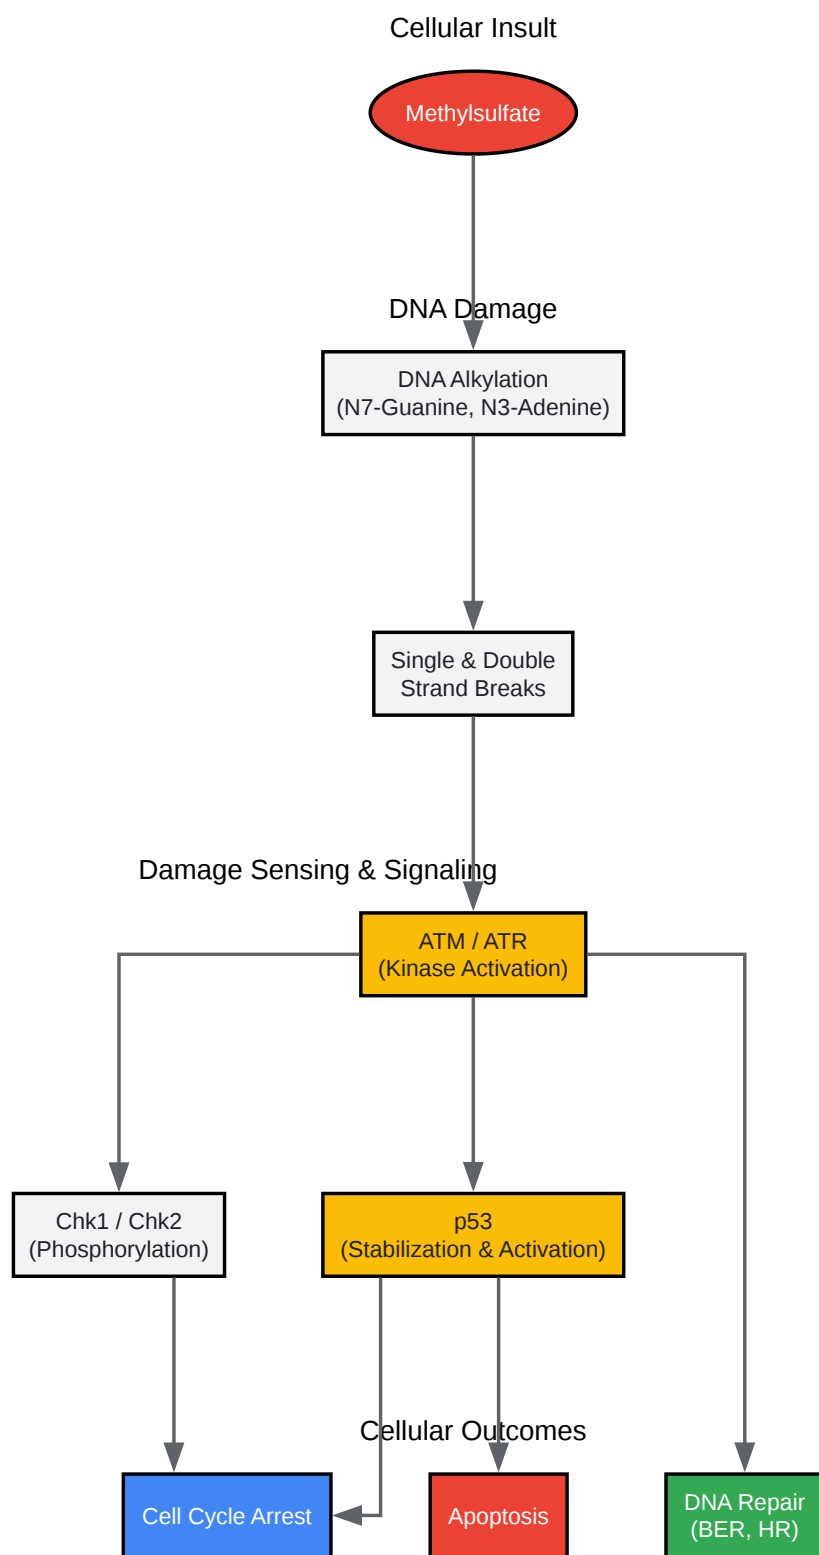 Cellular Insult
Methylsulfate
DNA Damage
DNA Alkylation
(N7-Guanine, N3-Adenine)
Single & Double
Strand Breaks
Damage Sensing & Signaling
ATM / ATR
(Kinase Activation)
Chk1 / Chk2
(Phosphorylation)
p53
(Stabilization & Activation)
Cellular Outcomes
Cell Cycle Arrest
Apoptosis
DNA Repair
(BER, HR)